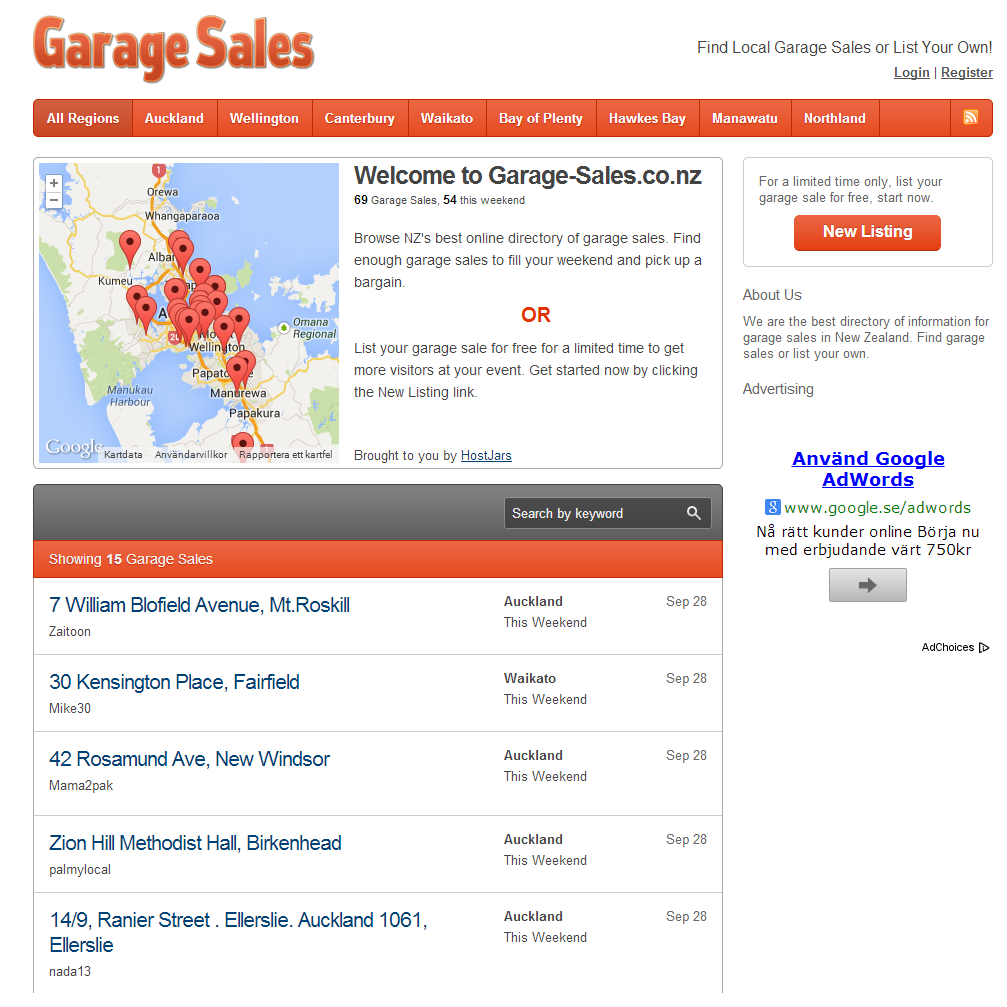 Garage Sales
Find Local Garage Sales or List Your Own!
Login | Register
All Regions Auckland Wellington Canterbury Waikato Bay of Plenty Hawkes Bay Manawatu Northland
+
−
1
Orewa
Whangaparaoa
Kumeu
Omana
Regional
Wellington
Manukau
Harbour
Manurewa
Papakura
Google
Kartdata Användarvillkor Rapportera ett kartfel
Welcome to Garage-Sales.co.nz
69 Garage Sales, 54 this weekend
Browse NZ's best online directory of garage sales. Find
enough garage sales to fill your weekend and pick up a
bargain.
OR
List your garage sale for free for a limited time to get
more visitors at your event. Get started now by clicking
the New Listing link.
Brought to you by HostJars
For a limited time only, list your
garage sale for free, start now.
New Listing
About Us
We are the best directory of information for
garage sales in New Zealand. Find garage
sales or list your own.
Advertising
Använd Google
AdWords
8 www.google.se/adwords
Nå rätt kunder online Börja nu
med erbjudande värt 750kr
AdChoices
Search by keyword
Showing 15 Garage Sales
7 William Blofield Avenue, Mt.Roskill
Zaitoon
Auckland
This Weekend
Sep 28
30 Kensington Place, Fairfield
Mike30
Waikato
This Weekend
Sep 28
42 Rosamund Ave, New Windsor
Mama2pak
Auckland
This Weekend
Sep 28
Zion Hill Methodist Hall, Birkenhead
palmylocal
Auckland
This Weekend
Sep 28
14/9, Ranier Street . Ellerslie. Auckland 1061,
Ellerslie
nada13
Auckland
This Weekend
Sep 28